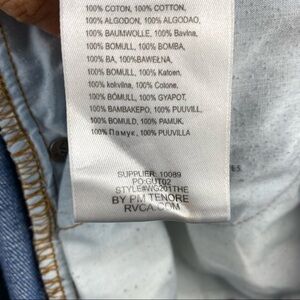 100% COTON, 100% COTTON,
100% ALGODON, 100% ALGODAO,
100% BAUMWOLLE, 100% Bavlna,
100% BOMULL, 100% BOMBA,
100% BA, 100%BAWEŁNA,
100% BOMULL, 100% Katoen,
100% kokvilna, 100% Cotone,
100% BÓMULL, 100% GYAPOT,
100% BAMBAKEPO, 100% PUUVILL,
100% BOMULD, 100% PAMUK,
100% Памук, 100% PUUVILLA
SUPPLIER: 10089
PO:GUT02
STYLE#WG201THE
BY PM TENORE
RVCA.COM